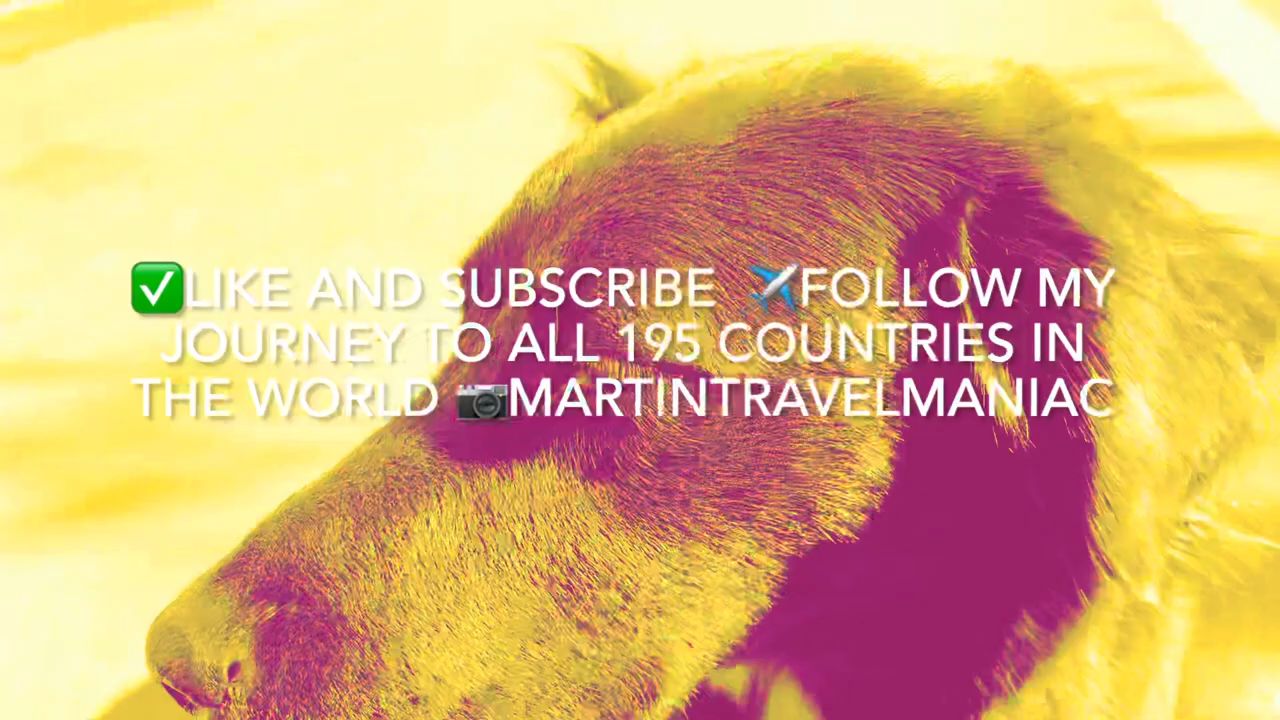 ✅LIKE AND SUBSCRIBE ✈️FOLLOW MY
JOURNEY TO ALL 195 COUNTRIES IN
THE WORLD 📷MARTINTRAVELMANIAC